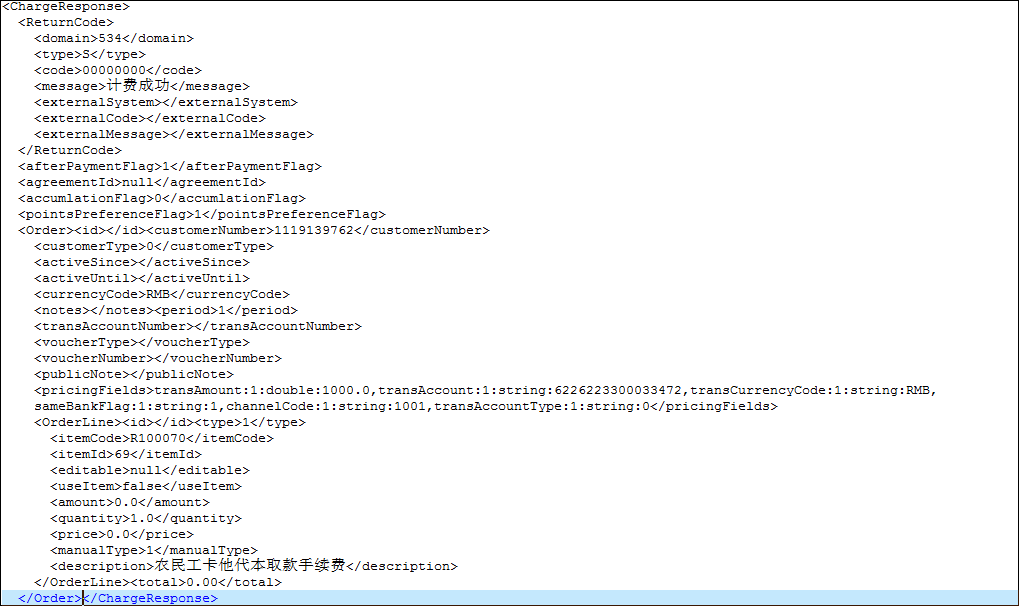 <ChargeResponse>
<ReturnCode>
<domain>534</domain>
<type>S</type>
<code>00000000</code>
<message>计费成功</message>
<externalSystem></externalSystem>
<externalCode></externalCode>
<externalMessage></externalMessage>
</ReturnCode>
<afterPaymentFlag>1</afterPaymentFlag>
<agreementId>null</agreementId>
<accumlationFlag>0</accumlationFlag>
<pointsPreferenceFlag>1</pointsPreferenceFlag>
<Order><id></id><customerNumber>1119139762</customerNumber>
<customerType>0</customerType>
<activeSince></activeSince>
<activeUntil></activeUntil>
<currencyCode>RMB</currencyCode>
<notes></notes><period>1</period>
<transAccountNumber></transAccountNumber>
<voucherType></voucherType>
<voucherNumber></voucherNumber>
<publicNote></publicNote>
<pricingFields>transAmount:1:double:1000.0,transAccount:1:string:6226223300033472,transCurrencyCode:1:string:RMB,
sameBankFlag:1:string:1,channelCode:1:string:1001,transAccountType:1:string:0</pricingFields>
<OrderLine><id></id><type>1</type>
<itemCode>R100070</itemCode>
<itemId>69</itemId>
<editable>null</editable>
<useItem>false</useItem>
<amount>0.0</amount>
<quantity>1.0</quantity>
<price>0.0</price>
<manualType>1</manualType>
<description>农民工卡他代本取款手续费</description>
</OrderLine><total>0.00</total>
</Order></ChargeResponse>